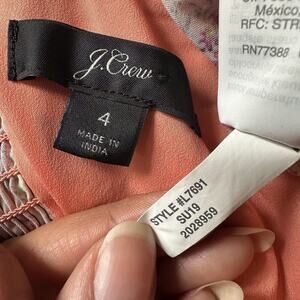 J.Crew
4
MADE IN
INDIA
México,
RFC: STR
RN77388
STYLE #L7691
SU19
2028959